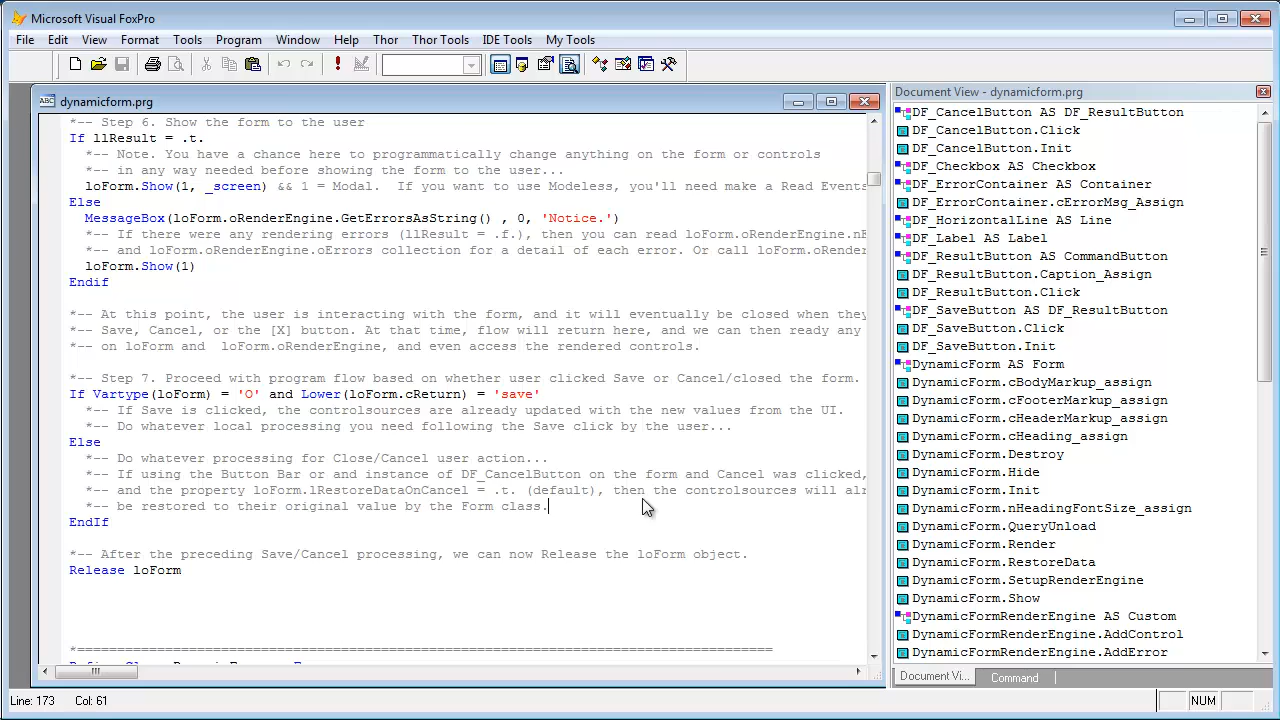 Microsoft Visual FoxPro
File Edit View Format Tools Program Window Help Thor Thor Tools IDE Tools My Tools
dynamicform.prg
*-- Step 6. Show the form to the user
If llResult = .t.
*-- Note. You have a chance here to programmatically change anything on the form or controls
*-- in any way needed before showing the form to the user...
loForm.Show(1, _screen) && 1 = Modal.  If you want to use Modeless, you'll need make a Read Events
Else
MessageBox(loForm.oRenderEngine.GetErrorsAsString() , 0, 'Notice.')
*-- If there were any rendering errors (llResult = .f.), then you can read loForm.oRenderEngine.nE
*-- and loForm.oRenderEngine.oErrors collection for a detail of each error. Or call loForm.oRender
loForm.Show(1)
Endif
*-- At this point, the user is interacting with the form, and it will eventually be closed when they
*-- Save, Cancel, or the [X] button. At that time, flow will return here, and we can then ready any
*-- on loForm and  loForm.oRenderEngine, and even access the rendered controls.
*-- Step 7. Proceed with program flow based on whether user clicked Save or Cancel/closed the form.
If Vartype(loForm) = 'O' and Lower(loForm.cReturn) = 'save'
*-- If Save is clicked, the controlsources are already updated with the new values from the UI.
*-- Do whatever local processing you need following the Save click by the user...
Else
*-- Do whatever processing for Close/Cancel user action...
*-- If using the Button Bar or and instance of DF_CancelButton on the form and Cancel was clicked,
*-- and the property loForm.lRestoreDataOnCancel = .t. (default), then the controlsources will alr
*-- be restored to their original value by the Form class.
EndIf
*-- After the preceding Save/Cancel processing, we can now Release the loForm object.
Release loForm
*=======================================================================================
Document View - dynamicform.prg
DF_CancelButton AS DF_ResultButton
DF_CancelButton.Click
DF_CancelButton.Init
DF_Checkbox AS Checkbox
DF_ErrorContainer AS Container
DF_ErrorContainer.cErrorMsg_Assign
DF_HorizontalLine AS Line
DF_Label AS Label
DF_ResultButton AS CommandButton
DF_ResultButton.Caption_Assign
DF_ResultButton.Click
DF_SaveButton AS DF_ResultButton
DF_SaveButton.Click
DF_SaveButton.Init
DynamicForm AS Form
DynamicForm.cBodyMarkup_assign
DynamicForm.cFooterMarkup_assign
DynamicForm.cHeaderMarkup_assign
DynamicForm.cHeading_assign
DynamicForm.Destroy
DynamicForm.Hide
DynamicForm.Init
DynamicForm.nHeadingFontSize_assign
DynamicForm.QueryUnload
DynamicForm.Render
DynamicForm.RestoreData
DynamicForm.SetupRenderEngine
DynamicForm.Show
DynamicFormRenderEngine AS Custom
DynamicFormRenderEngine.AddControl
DynamicFormRenderEngine.AddError
Document Vi... Command
Line: 173 Col: 61 NUM